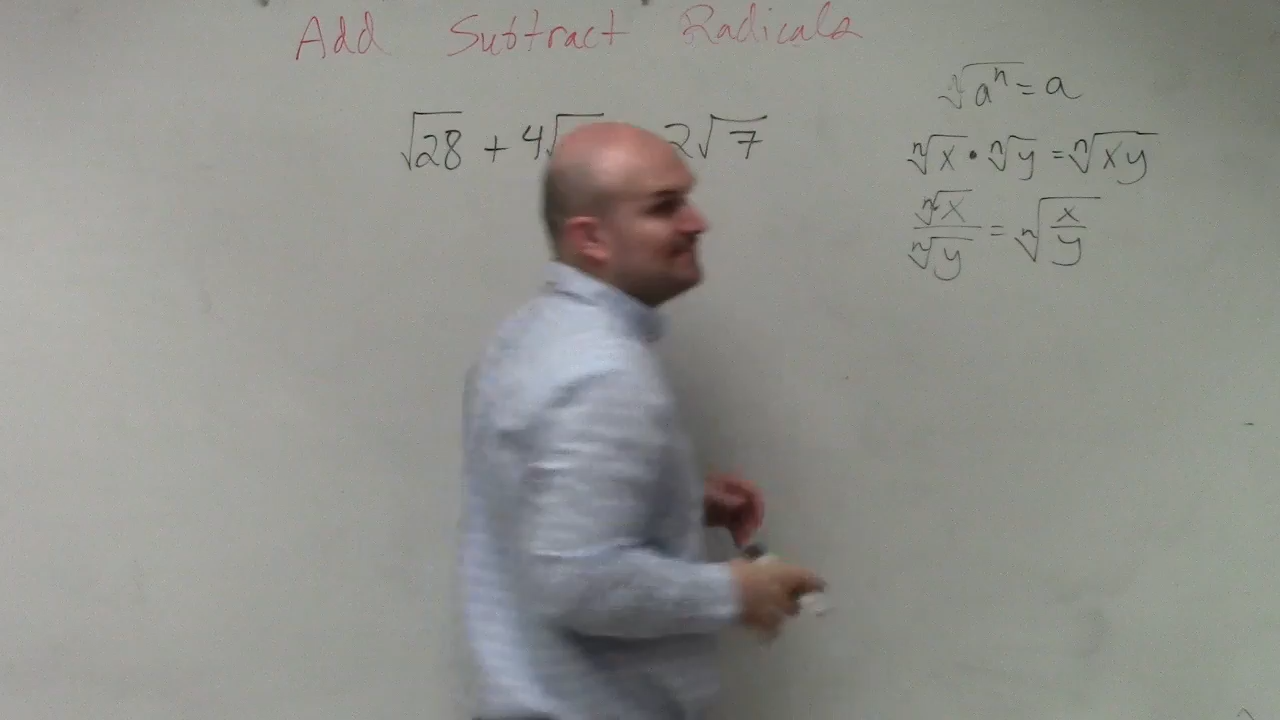 Add Subtract Radicals
√28 + 4√ 2√7
ⁿ√aⁿ = a
ⁿ√x • ⁿ√y = ⁿ√xy
ⁿ√x / ⁿ√y = ⁿ√(x/y)